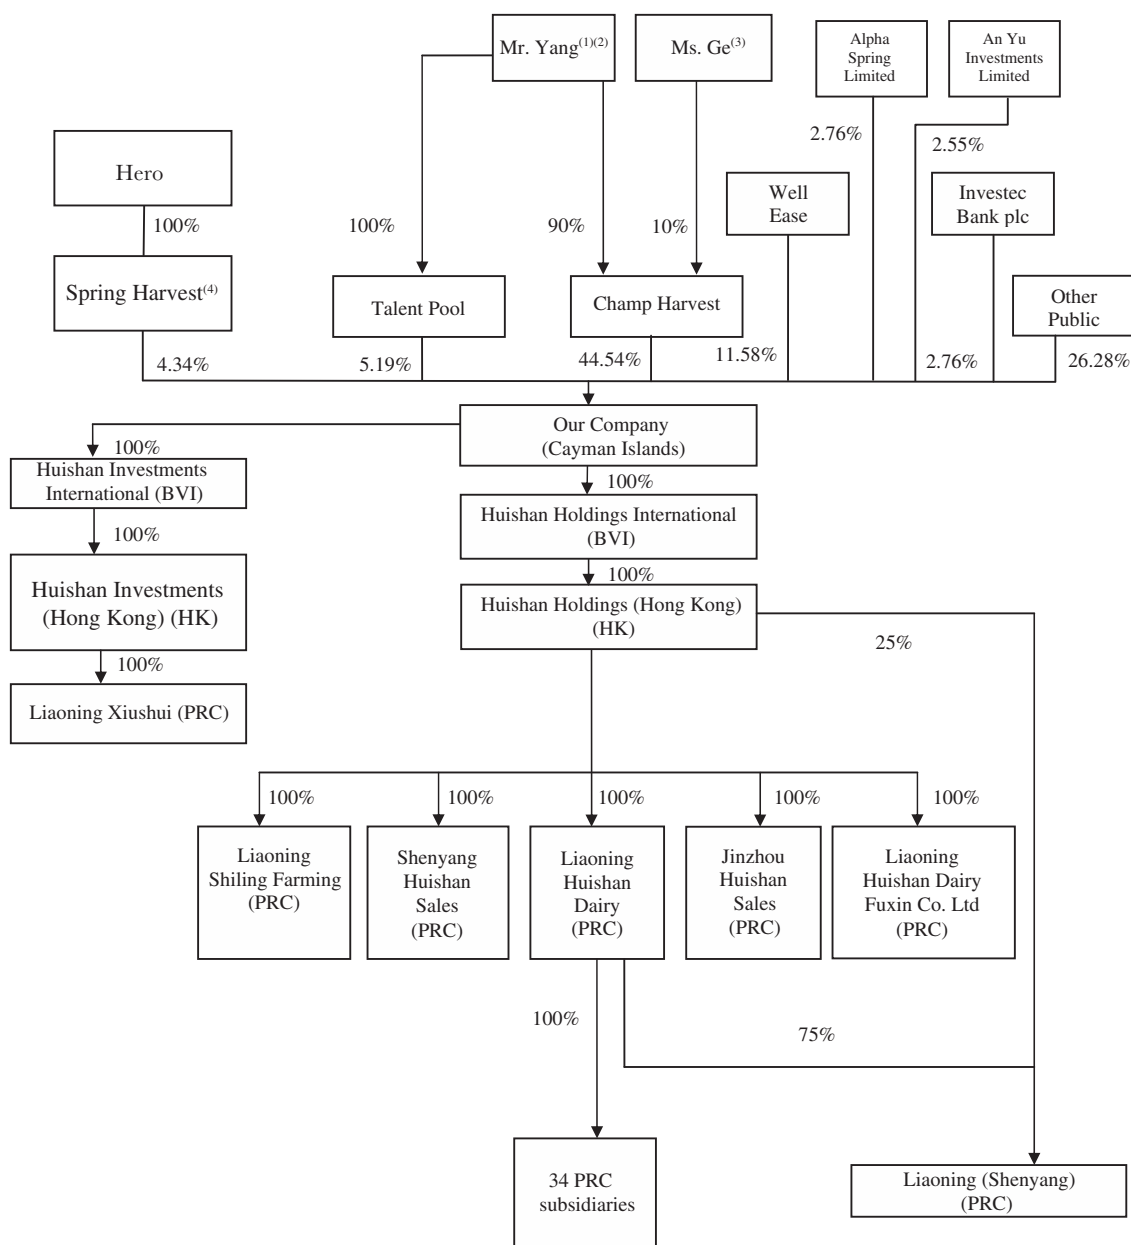 Mr. Yang(1)(2)
Ms. Ge(3)
Alpha
Spring
Limited
An Yu
Investments
Limited
2.76%
2.55%
Hero
Well
Ease
Investec
Bank plc
100%
100%
90%
10%
Spring Harvest(4)
Talent Pool
Champ Harvest
Other
Public
4.34%
5.19%
44.54%
11.58%
2.76%
26.28%
Our Company
(Cayman Islands)
100%
Huishan Investments
International (BVI)
100%
Huishan Holdings International
(BVI)
100%
Huishan Investments
(Hong Kong) (HK)
100%
Huishan Holdings (Hong Kong)
(HK)
25%
100%
Liaoning Xiushui (PRC)
100%
100%
100%
100%
100%
Liaoning
Shiling Farming
(PRC)
Shenyang
Huishan
Sales
(PRC)
Liaoning
Huishan
Dairy
(PRC)
Jinzhou
Huishan
Sales
(PRC)
Liaoning
Huishan Dairy
Fuxin Co. Ltd
(PRC)
100%
75%
34 PRC
subsidiaries
Liaoning (Shenyang)
(PRC)